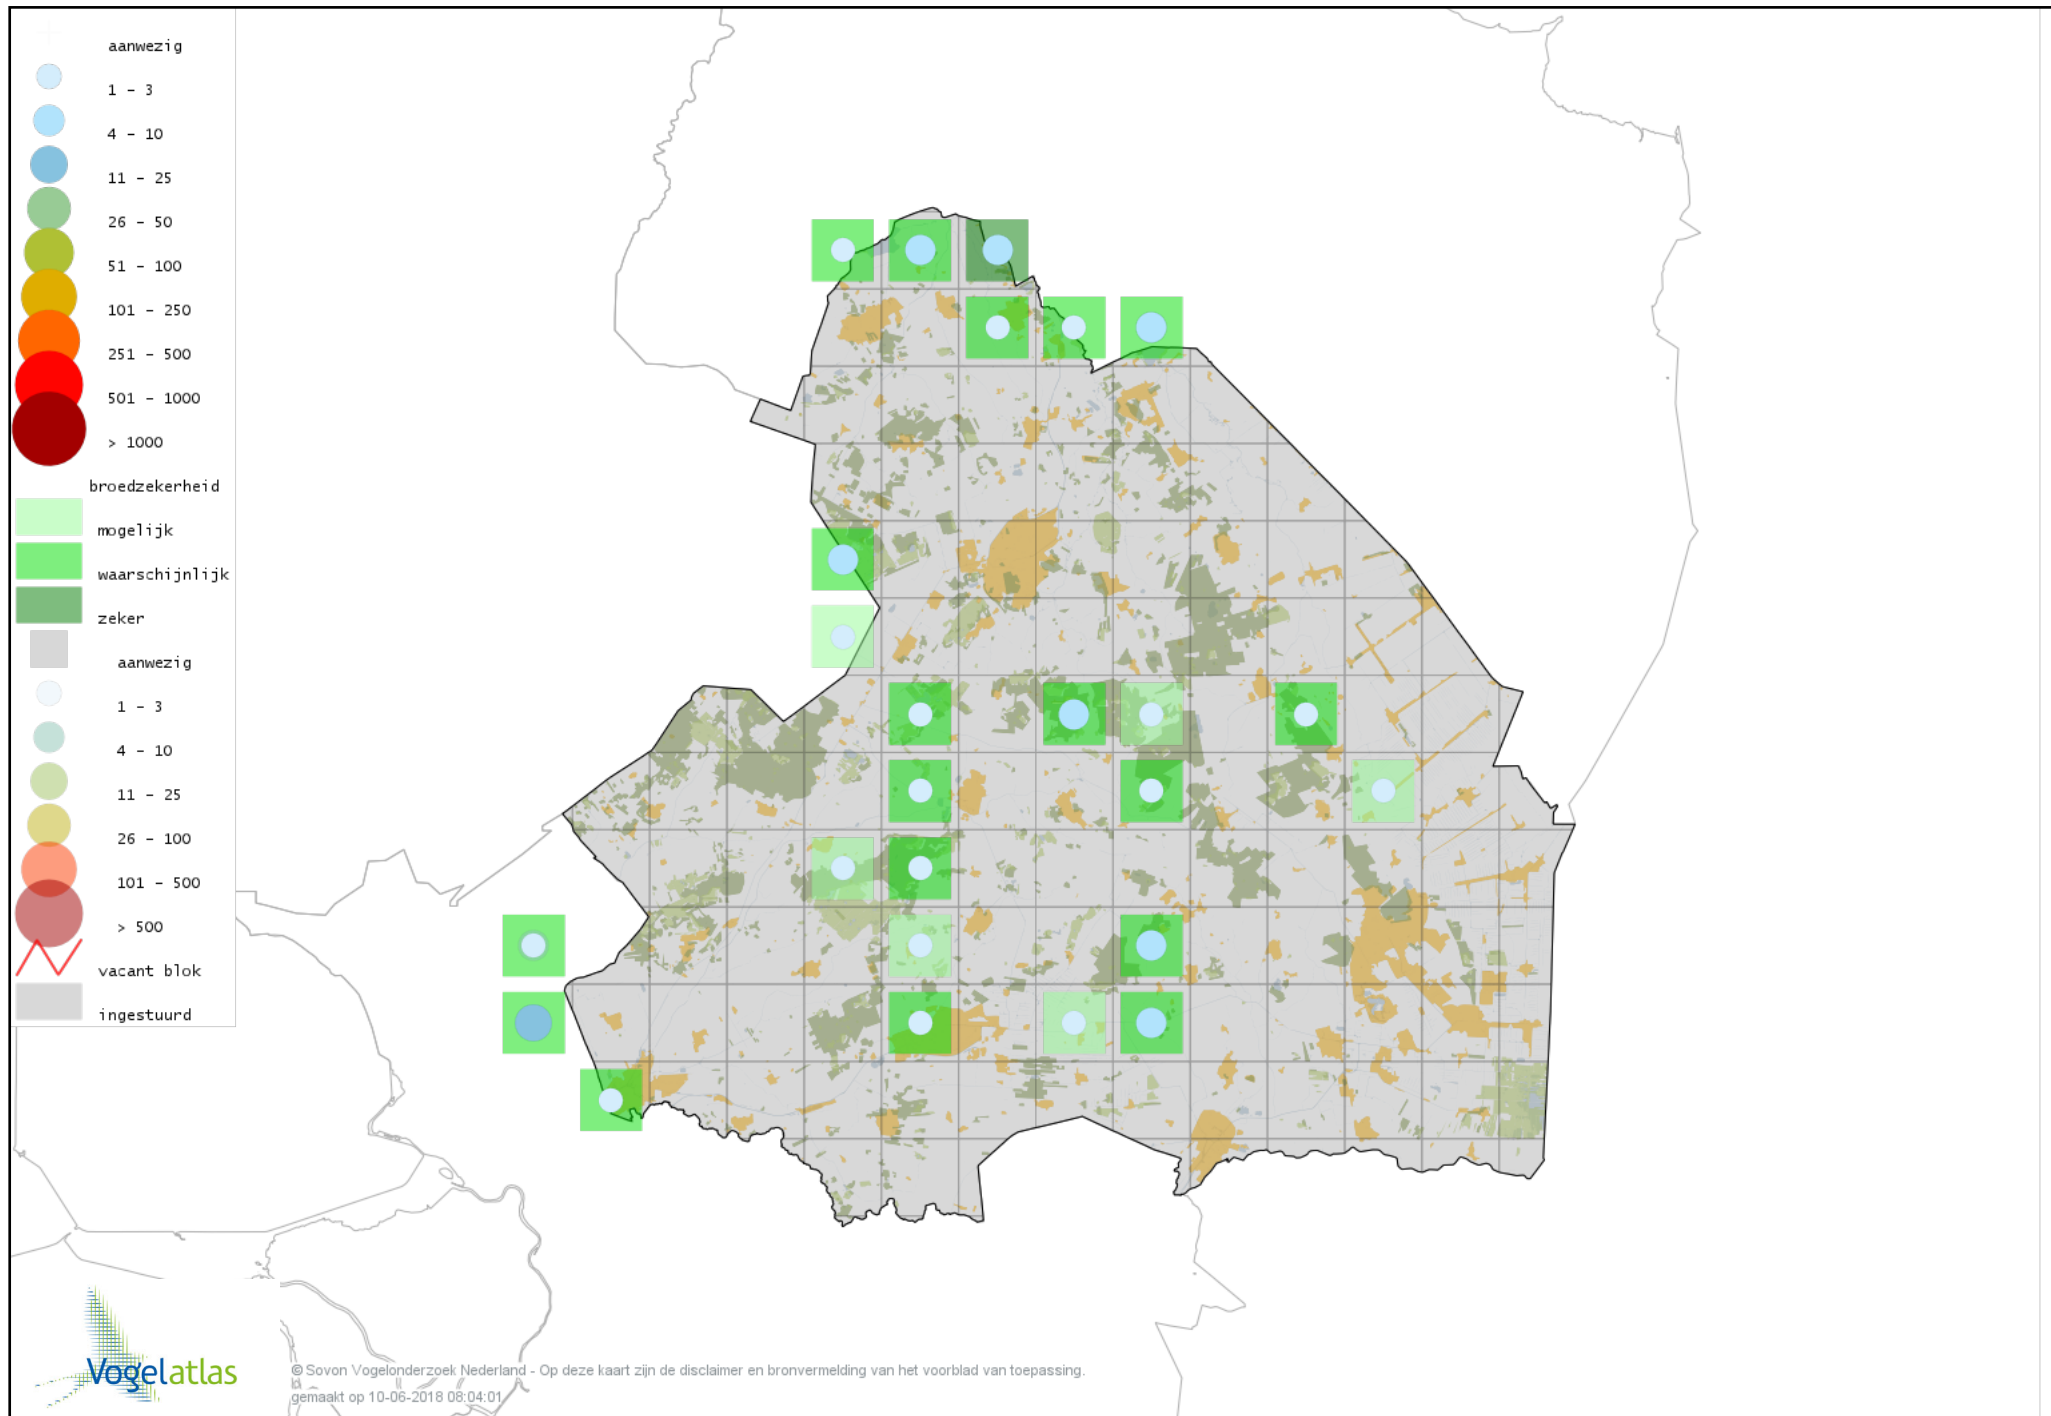 aanwezig
1 - 3
4 - 10
11 - 25
26 - 50
51 - 100
101 - 250
251 - 500
501 - 1000
> 1000
broedzekerheid
mogelijk
waarschijnlijk
zeker
aanwezig
1 - 3
4 - 10
11 - 25
26 - 100
101 - 500
> 500
vacant blok
ingestuurd
Vogelatlas
© Sovon Vogelonderzoek Nederland - Op deze kaart zijn de disclaimer en bronvermelding van het voorblad van toepassing.
gemaakt op 10-06-2018 08:04:01